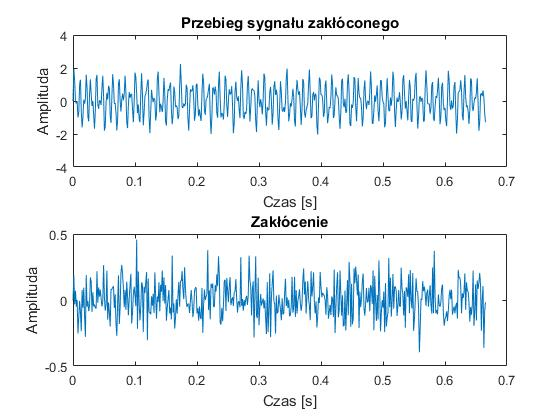 Przebieg sygnału zakłóconego
4
2
0
-2
-4
Amplituda
0 0.1 0.2 0.3 0.4 0.5 0.6 0.7
Czas [s]
Zakłócenie
0.5
0
-0.5
Amplituda
0 0.1 0.2 0.3 0.4 0.5 0.6 0.7
Czas [s]